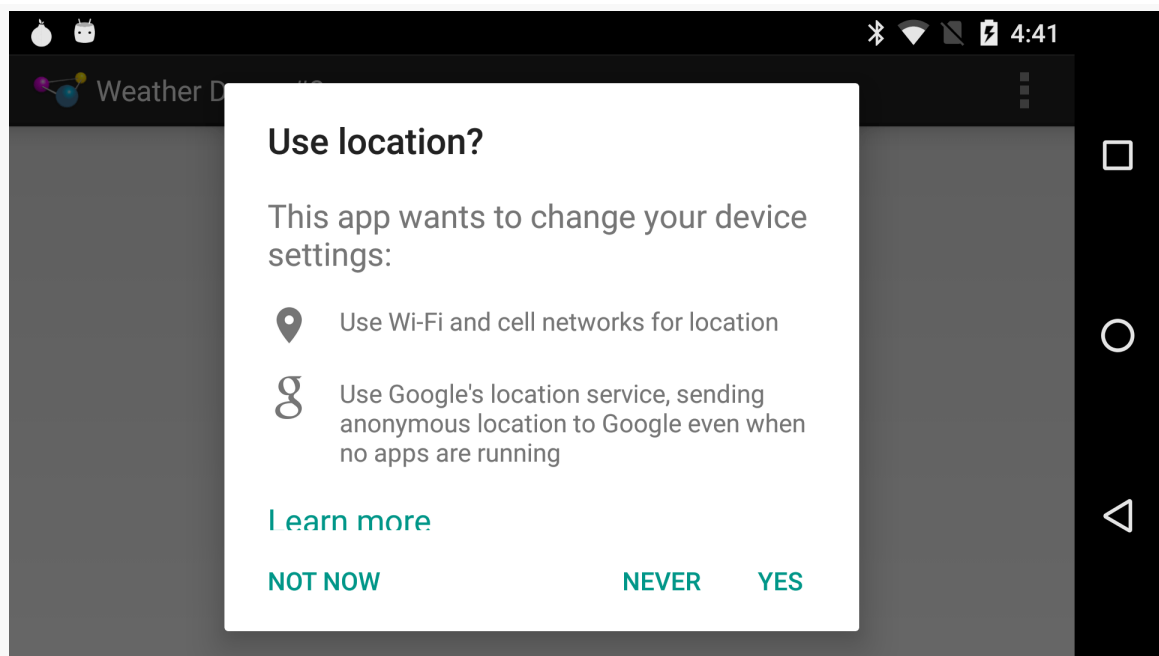 4:41
Weather D
Use location?
This app wants to change your device
settings:
Use Wi-Fi and cell networks for location
Use Google's location service, sending
anonymous location to Google even when
no apps are running
Learn more
NOT NOW NEVER YES